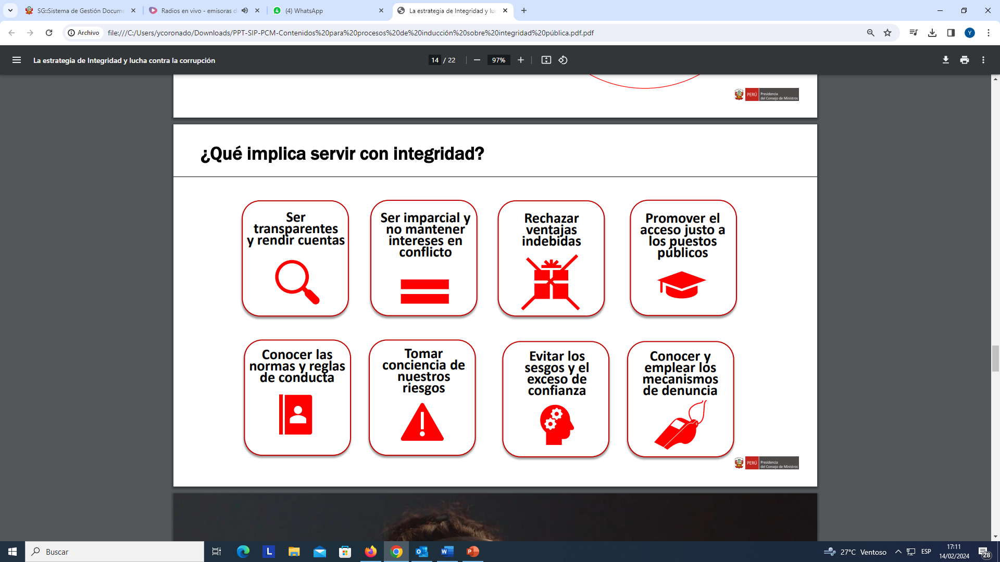 SG::Sistema de Gestión Docume
Radios en vivo - emisoras d
(4) WhatsApp
La estrategia de Integridad y luc
Archivo
file:///C:/Users/ycoronado/Downloads/PPT-SIP-PCM-Contenidos%20para%20procesos%20de%20inducción%20sobre%20integridad%20pública.pdf.pdf
Y
La estrategia de Integridad y lucha contra la corrupción
14 / 22
97%
PERÚ
Presidencia
del Consejo de Ministros
¿Qué implica servir con integridad?
Ser
transparentes
y rendir cuentas
Ser imparcial y
no mantener
intereses en
conflicto
Rechazar
ventajas
indebidas
Promover el
acceso justo a
los puestos
públicos
Conocer las
normas y reglas
de conducta
Tomar
conciencia de
nuestros
riesgos
Evitar los
sesgos y el
exceso de
confianza
Conocer y
emplear los
mecanismos
de denuncia
PERÚ
Presidencia
del Consejo de Ministros
Buscar
L
27°C Ventoso
ESP
17:11
14/02/2024
28